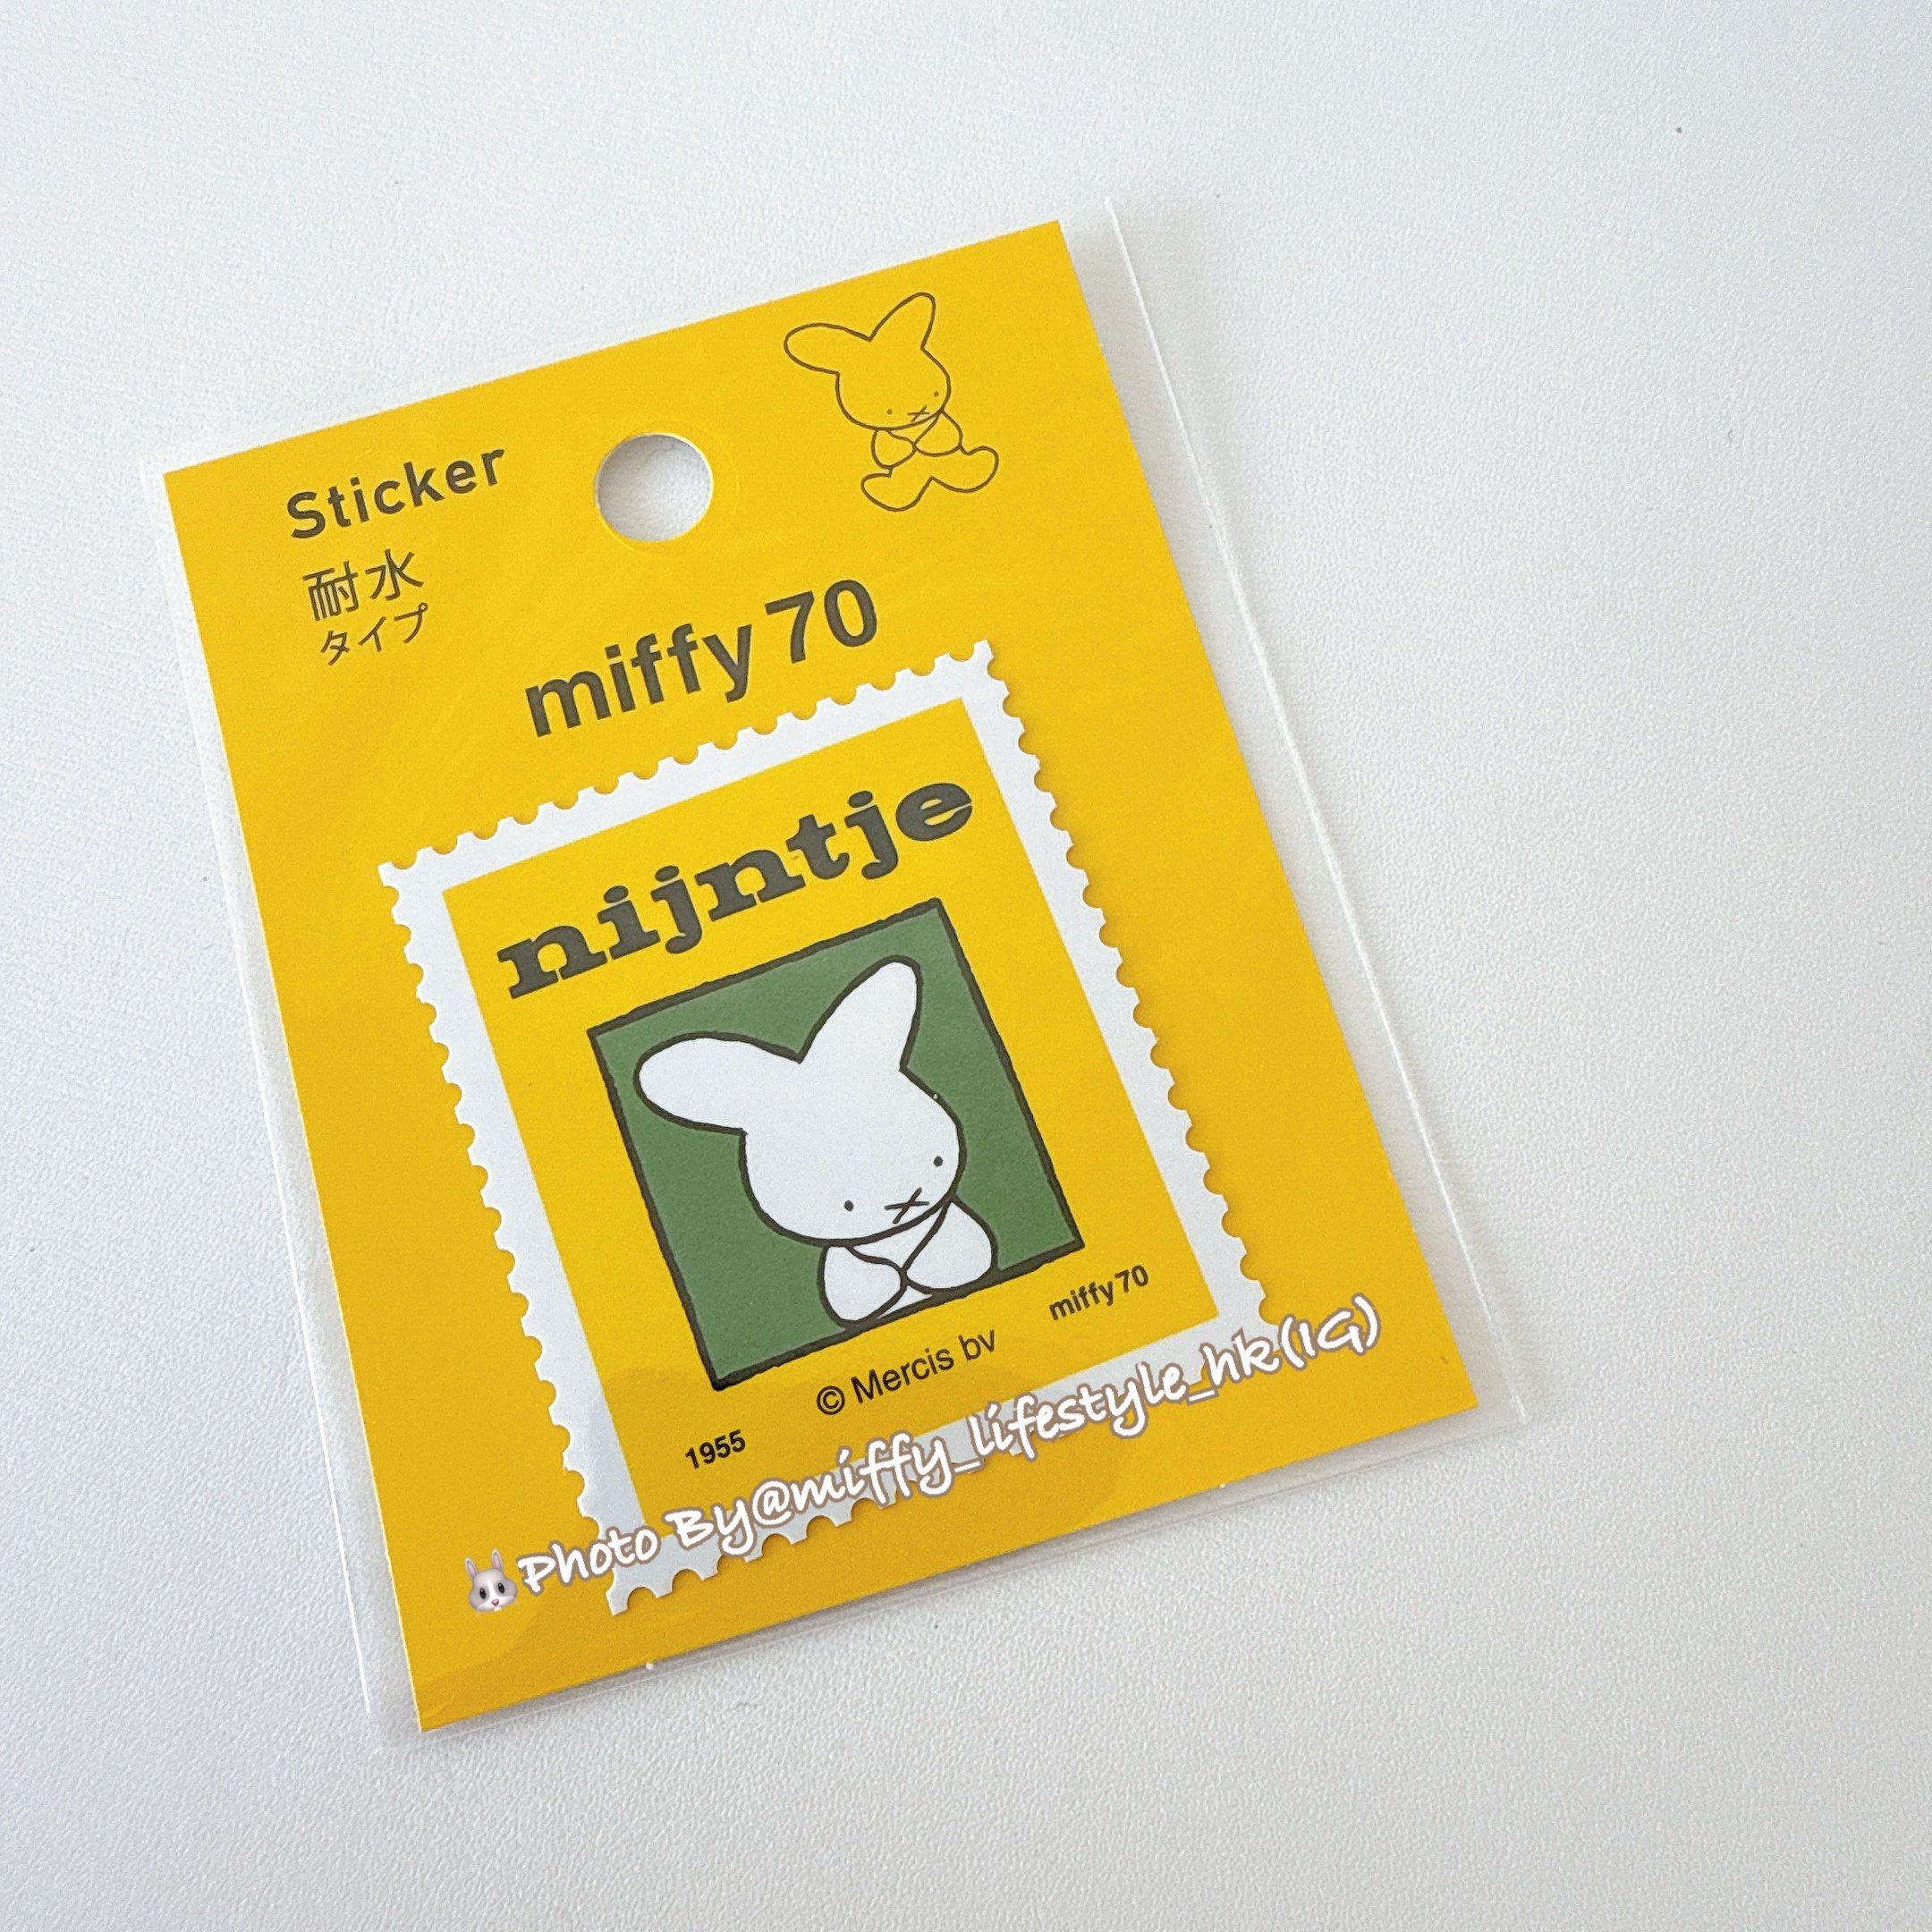 Sticker
耐水
タイプ
miffy 70
nijntje
miffy 70
© Mercis bv
1955
Photo By@miffy_lifestyle_hk(IG)